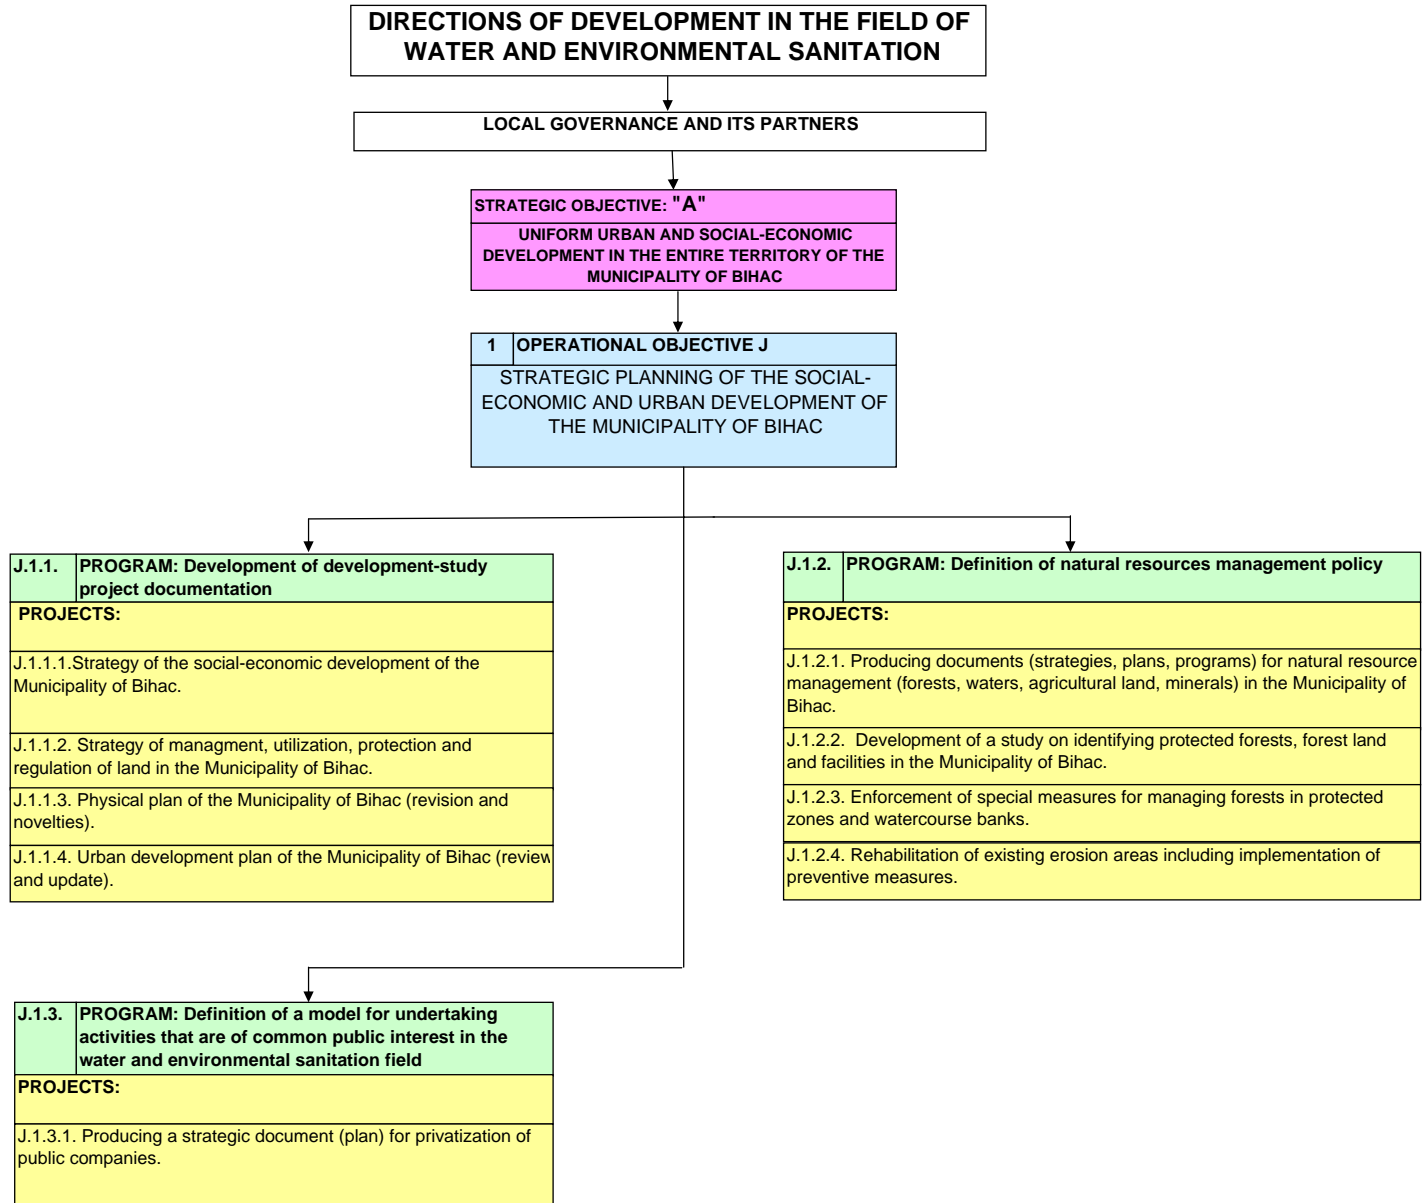 DIRECTIONS OF DEVELOPMENT IN THE FIELD OF
WATER AND ENVIRONMENTAL SANITATION
LOCAL GOVERNANCE AND ITS PARTNERS
STRATEGIC OBJECTIVE: "A"
UNIFORM URBAN AND SOCIAL-ECONOMIC
DEVELOPMENT IN THE ENTIRE TERRITORY OF THE
MUNICIPALITY OF BIHAC
1 OPERATIONAL OBJECTIVE J
STRATEGIC PLANNING OF THE SOCIAL-
ECONOMIC AND URBAN DEVELOPMENT OF
THE MUNICIPALITY OF BIHAC
J.1.1. PROGRAM: Development of development-study
project documentation
PROJECTS:
J.1.1.1.Strategy of the social-economic development of the
Municipality of Bihac.
J.1.1.2. Strategy of managment, utilization, protection and
regulation of land in the Municipality of Bihac.
J.1.1.3. Physical plan of the Municipality of Bihac (revision and
novelties).
J.1.1.4. Urban development plan of the Municipality of Bihac (review
and update).
J.1.2. PROGRAM: Definition of natural resources management policy
PROJECTS:
J.1.2.1. Producing documents (strategies, plans, programs) for natural resource
management (forests, waters, agricultural land, minerals) in the Municipality of
Bihac.
J.1.2.2. Development of a study on identifying protected forests, forest land
and facilities in the Municipality of Bihac.
J.1.2.3. Enforcement of special measures for managing forests in protected
zones and watercourse banks.
J.1.2.4. Rehabilitation of existing erosion areas including implementation of
preventive measures.
J.1.3. PROGRAM: Definition of a model for undertaking
activities that are of common public interest in the
water and environmental sanitation field
PROJECTS:
J.1.3.1. Producing a strategic document (plan) for privatization of
public companies.